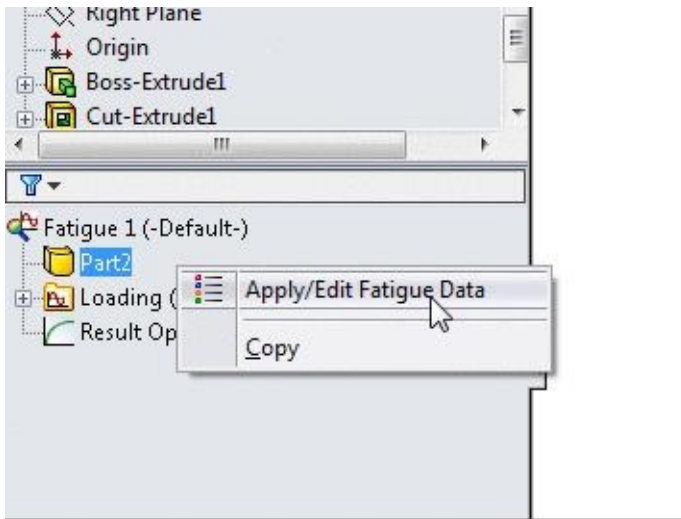 Right Plane
Origin
Boss-Extrude1
Cut-Extrude1
Fatigue 1 (-Default-)
Part2
Apply/Edit Fatigue Data
Loading (
Result Op
Copy